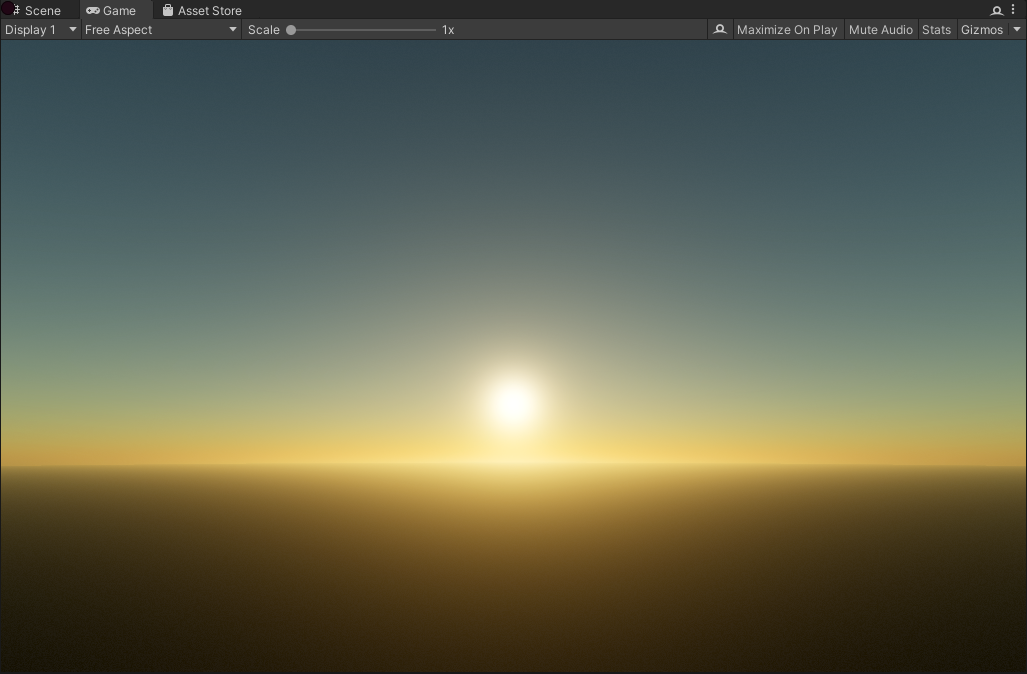 Scene Game Asset Store
Display 1 Free Aspect Scale 1x Maximize On Play Mute Audio Stats Gizmos